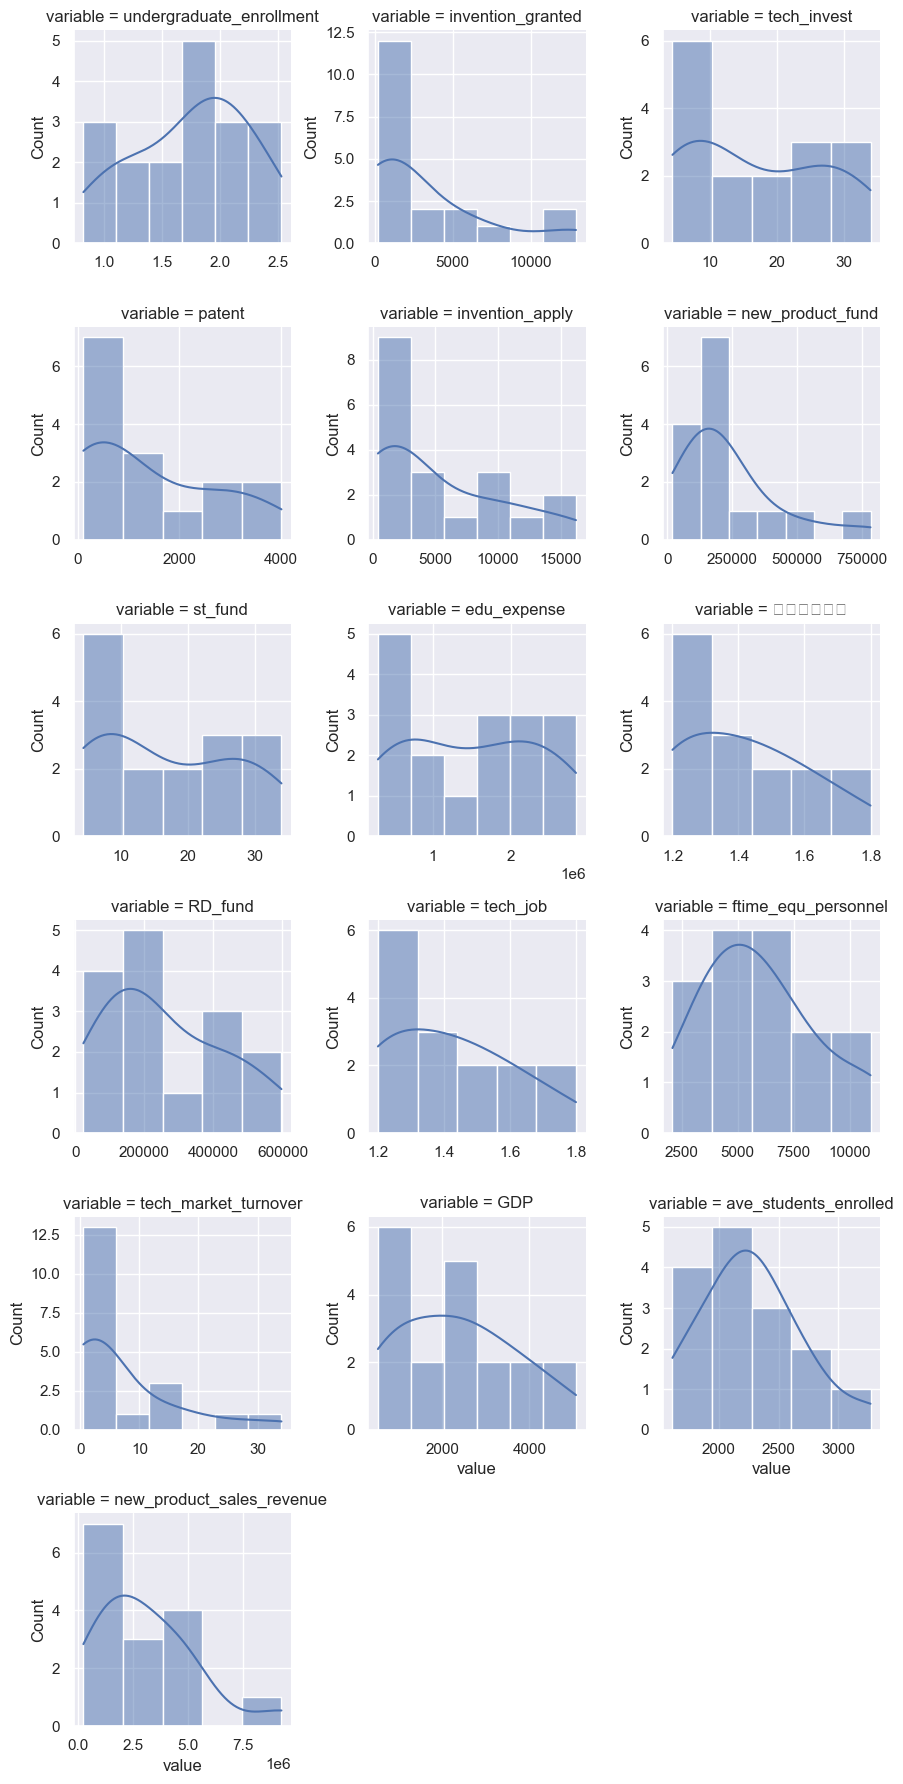 variable = undergraduate_enrollment
5
4
3
2
1
0
Count
1.0 1.5 2.0 2.5
variable = invention_granted
12.5
10.0
7.5
5.0
2.5
0.0
Count
0 5000 10000
variable = tech_invest
6
4
2
0
Count
10 20 30
variable = patent
6
4
2
0
Count
0 2000 4000
variable = invention_apply
8
6
4
2
0
Count
0 5000 10000 15000
variable = new_product_fund
6
4
2
0
Count
0 250000 500000 750000
variable = st_fund
6
4
2
0
Count
10 20 30
variable = edu_expense
5
4
3
2
1
0
Count
1 2
1e6
variable =
6
4
2
0
Count
1.2 1.4 1.6 1.8
variable = RD_fund
5
4
3
2
1
0
Count
0 200000 400000 600000
variable = tech_job
6
4
2
0
Count
1.2 1.4 1.6 1.8
variable = ftime_equ_personnel
4
3
2
1
0
Count
2500 5000 7500 10000
variable = tech_market_turnover
12.5
10.0
7.5
5.0
2.5
0.0
Count
0 10 20 30
variable = GDP
6
4
2
0
Count
2000 4000
value
variable = ave_students_enrolled
5
4
3
2
1
0
Count
2000 2500 3000
value
variable = new_product_sales_revenue
6
4
2
0
Count
0.0 2.5 5.0 7.5
1e6
value